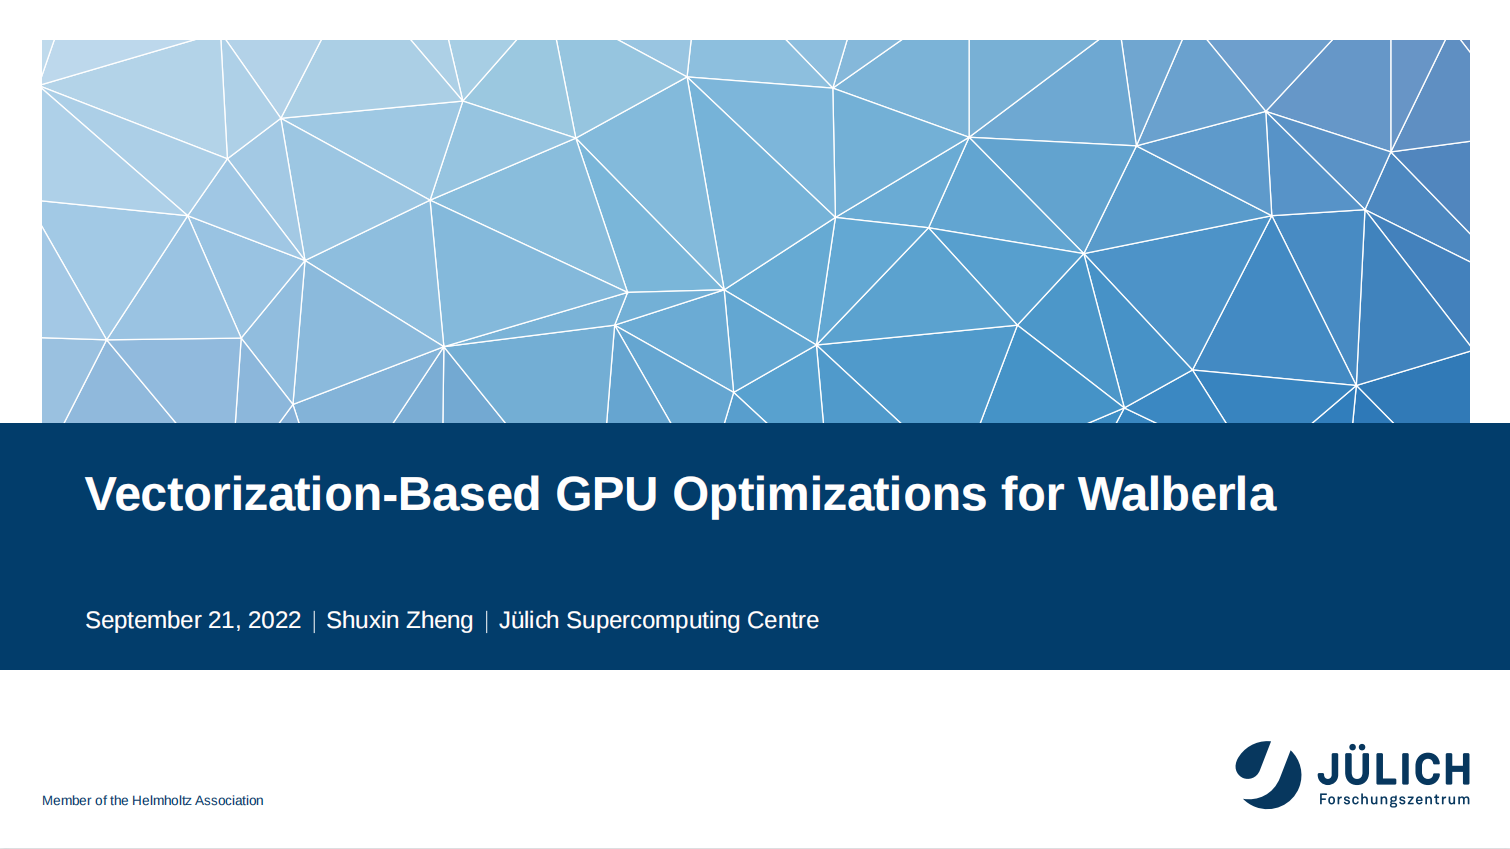 Vectorization-Based GPU Optimizations for Walberla
September 21, 2022 | Shuxin Zheng | Jülich Supercomputing Centre
Member of the Helmholtz Association
JÜLICH
Forschungszentrum